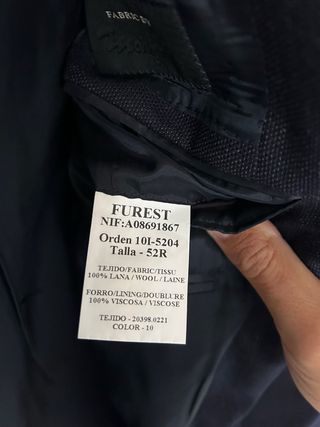 FABRIC BY
FUREST
NIF:A08691867
Orden 10I-5204
Talla - 52R
TEJIDO/FABRIC/TISSU
100% LANA / WOOL / LAINE
FORRO/LINING/DOUBLURE
100% VISCOSA / VISCOSE
TEJIDO - 20398.0221
COLOR - 10